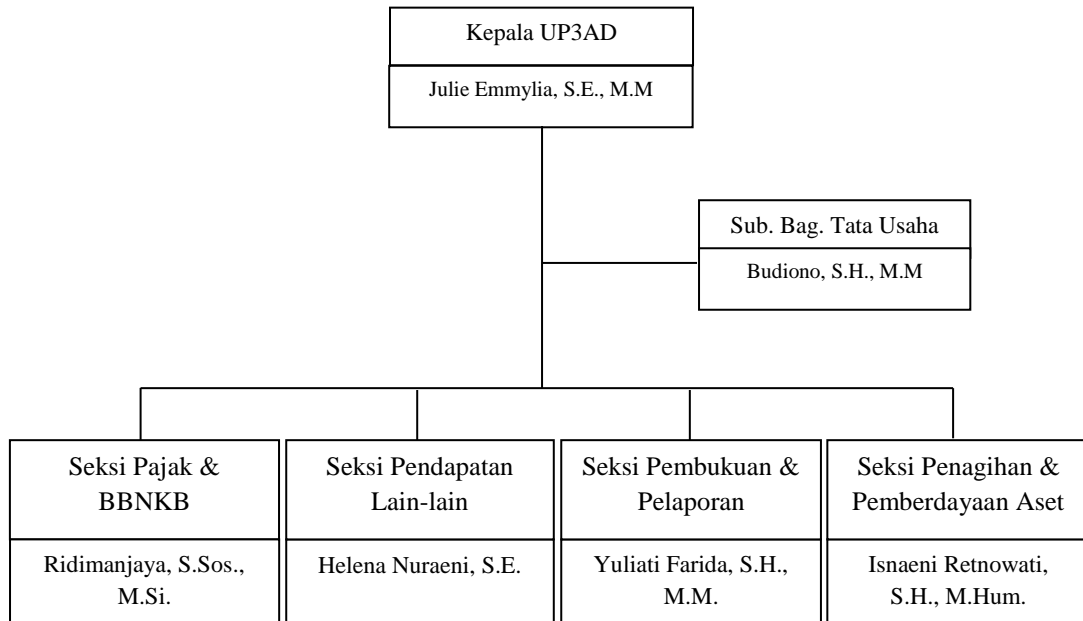 Kepala UP3AD
Julie Emmylia, S.E., M.M
Sub. Bag. Tata Usaha
Budiono, S.H., M.M
Seksi Pajak &
BBNKB
Ridimanjaya, S.Sos.,
M.Si.
Seksi Pendapatan
Lain-lain
Helena Nuraeni, S.E.
Seksi Pembukuan &
Pelaporan
Yuliati Farida, S.H.,
M.M.
Seksi Penagihan &
Pemberdayaan Aset
Isnaeni Retnowati,
S.H., M.Hum.